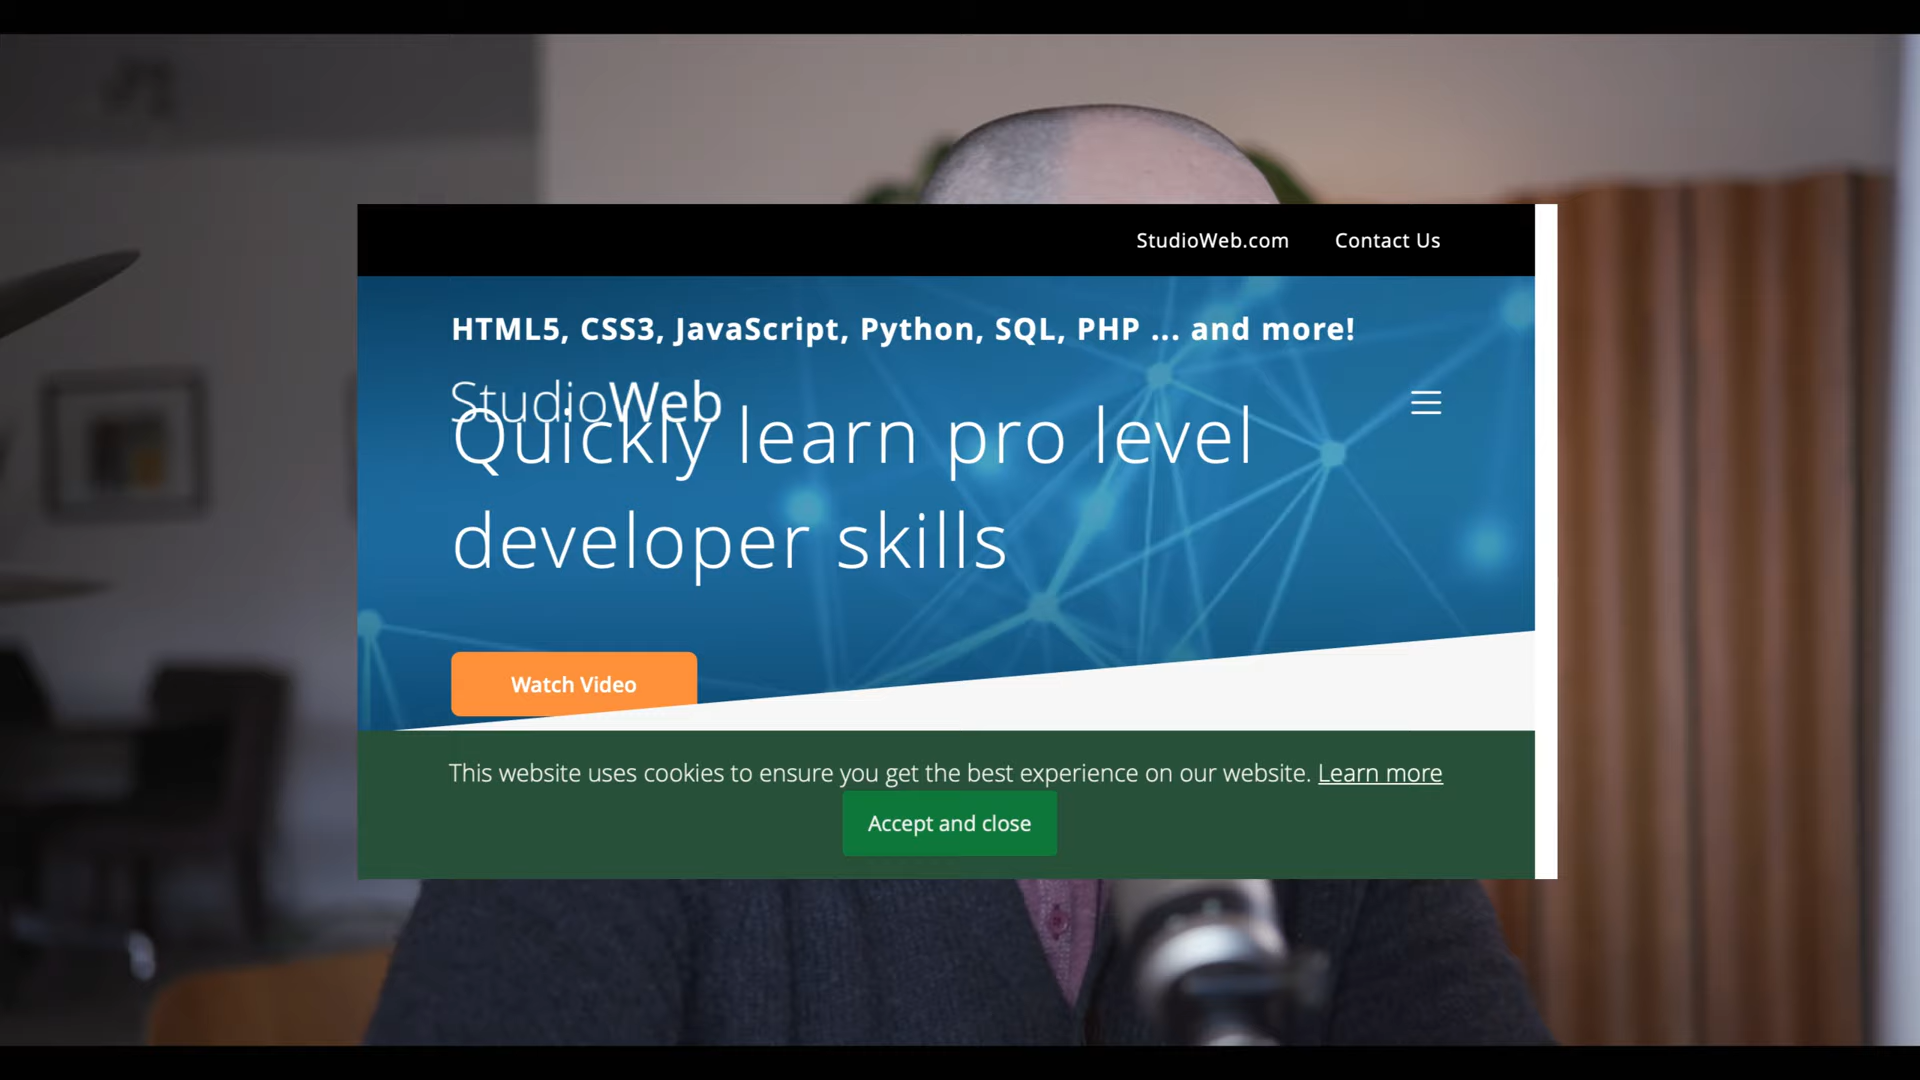 StudioWeb.com Contact Us
HTML5, CSS3, JavaScript, Python, SQL, PHP ... and more!
StudioWeb
Quickly learn pro level
developer skills
Watch Video
This website uses cookies to ensure you get the best experience on our website. Learn more
Accept and close